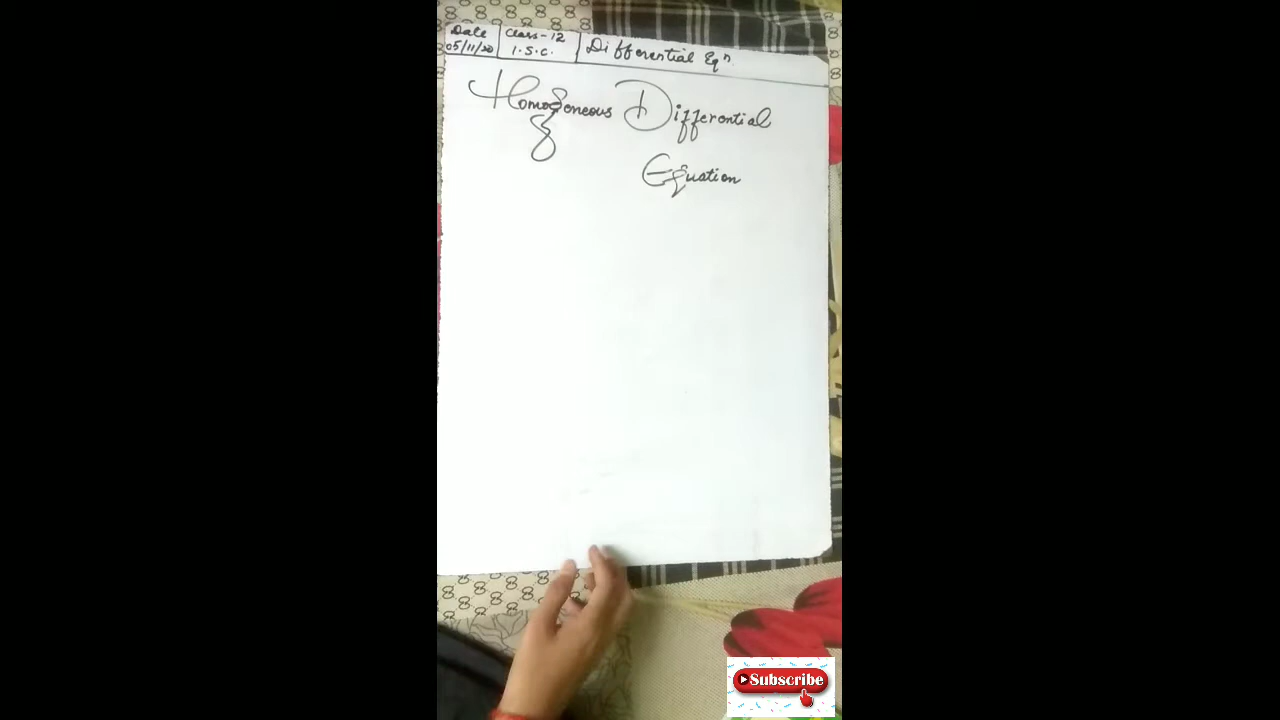 Date
05/11/20
Class-12
I.S.C.
Differential Eqⁿ.
Homogeneous Differential
Equation
Subscribe